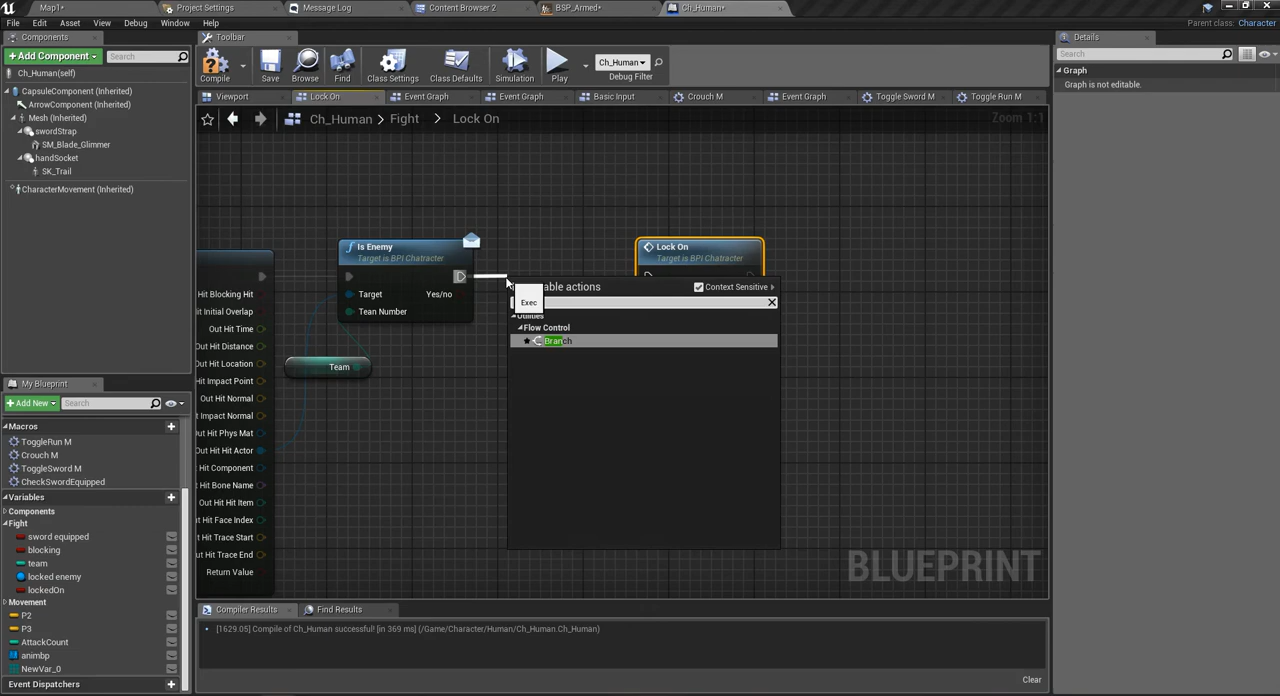 Map1*
Project Settings
Message Log
Content Browser 2
BSP_Armed*
Ch_Human*
File Edit Asset View Debug Window Help
Parent class: Character
Components
Toolbar
Details
Add Component
Search
Compile
Save
Browse
Find
Class Settings
Class Defaults
Simulation
Play
Ch_Human
Debug Filter
Search
Ch_Human(self)
Graph
Graph is not editable.
CapsuleComponent (Inherited)
ArrowComponent (Inherited)
Mesh (Inherited)
swordStrap
SM_Blade_Glimmer
handSocket
SK_Trail
CharacterMovement (Inherited)
Viewport
Lock On
Event Graph
Event Graph
Basic Input
Crouch M
Event Graph
Toggle Sword M
Toggle Run M
Ch_Human > Fight > Lock On
Zoom 1:1
Is Enemy
Target is BPI Chatracter
Target
Yes/no
Tean Number
Lock On
Target is BPI Chatracter
Hit Blocking Hit
Hit Initial Overlap
Out Hit Time
Out Hit Distance
Out Hit Location
Hit Impact Point
Out Hit Normal
Hit Impact Normal
Out Hit Phys Mat
Out Hit Hit Actor
Hit Component
Hit Bone Name
Out Hit Hit Item
Hit Face Index
Hit Trace Start
Out Hit Trace End
Return Value
Team
able actions
Context Sensitive
Exec
Utilities
Flow Control
Branch
BLUEPRINT
My Blueprint
Add New
Search
Macros
ToggleRun M
Crouch M
ToggleSword M
CheckSwordEquipped
Variables
Components
Fight
sword equipped
blocking
team
locked enemy
lockedOn
Movement
P2
P3
AttackCount
animbp
NewVar_0
Event Dispatchers
Compiler Results
Find Results
[1629.05] Compile of Ch_Human successful! [in 369 ms] (/Game/Character/Human/Ch_Human.Ch_Human)
Clear